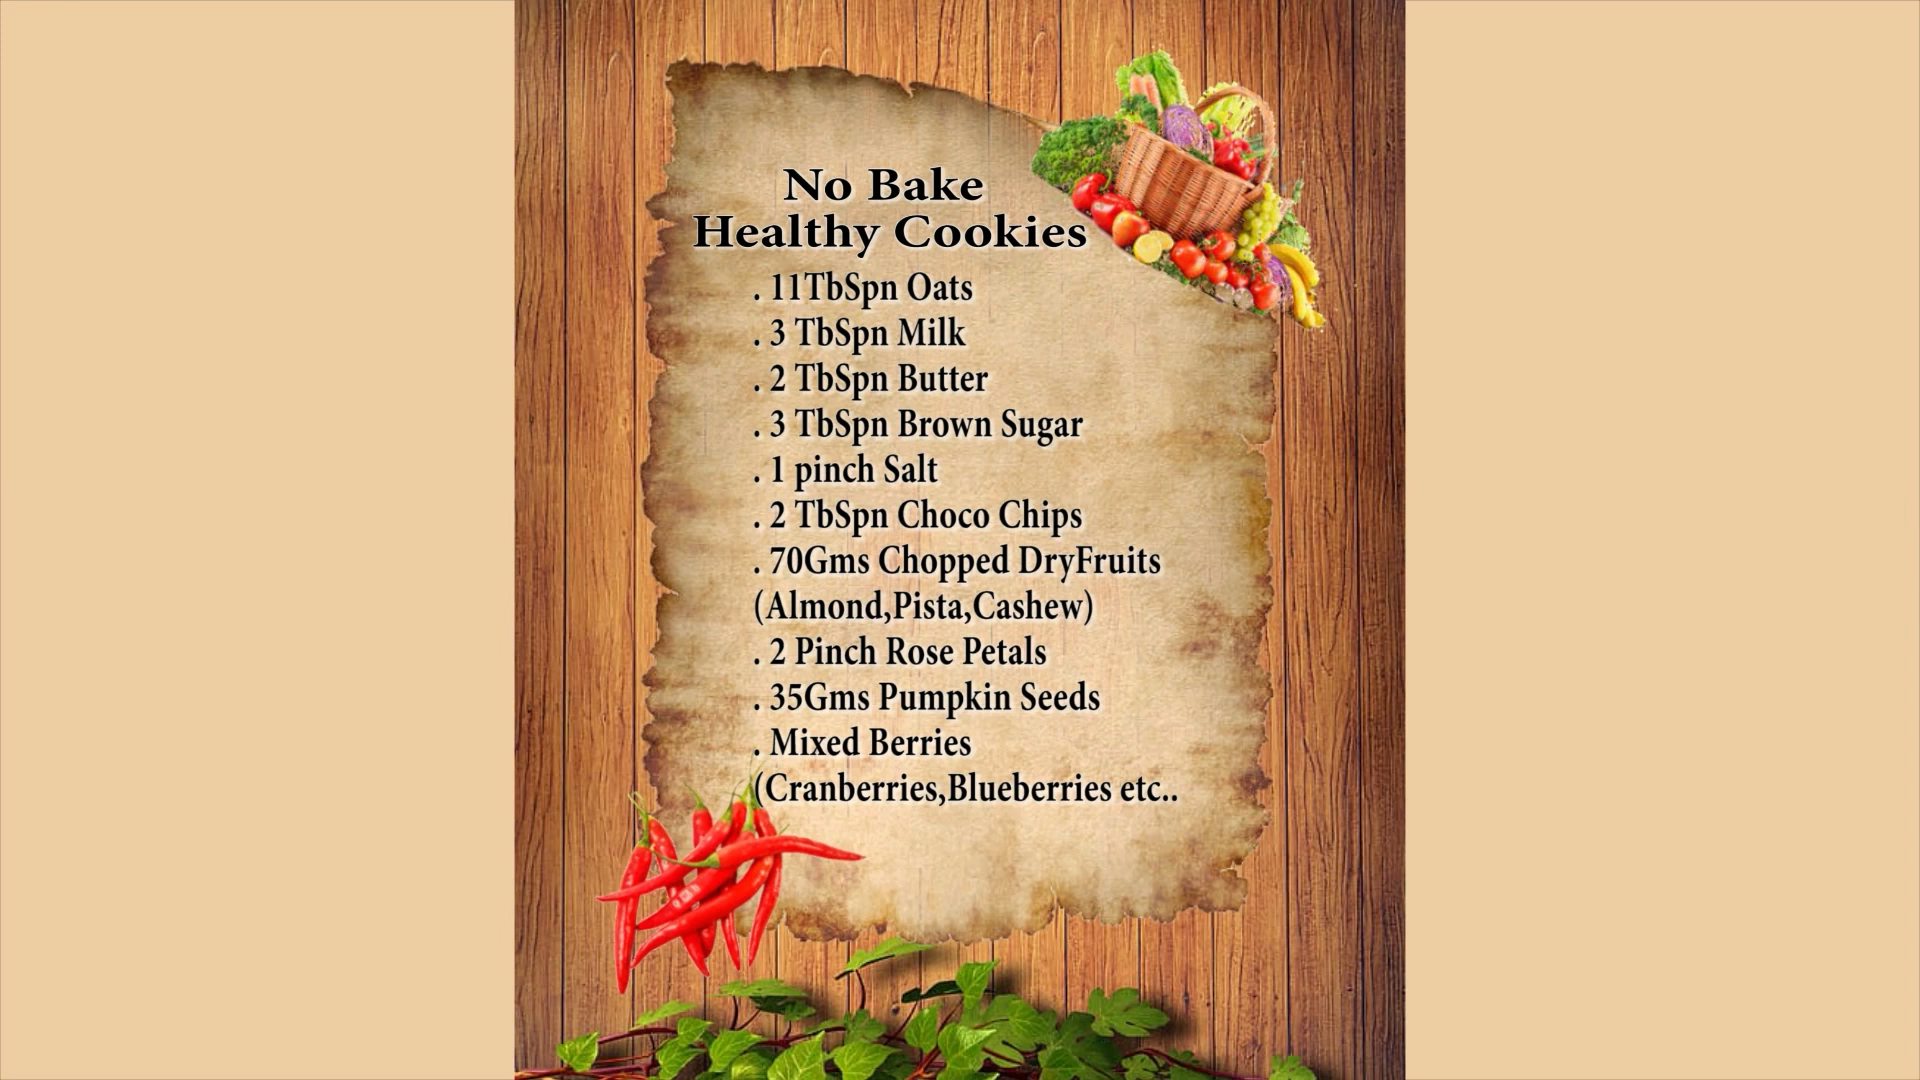 No Bake
Healthy Cookies
. 11TbSpn Oats
. 3 TbSpn Milk
. 2 TbSpn Butter
. 3 TbSpn Brown Sugar
. 1 pinch Salt
. 2 TbSpn Choco Chips
. 70Gms Chopped DryFruits
(Almond,Pista,Cashew)
. 2 Pinch Rose Petals
. 35Gms Pumpkin Seeds
. Mixed Berries
(Cranberries,Blueberries etc..